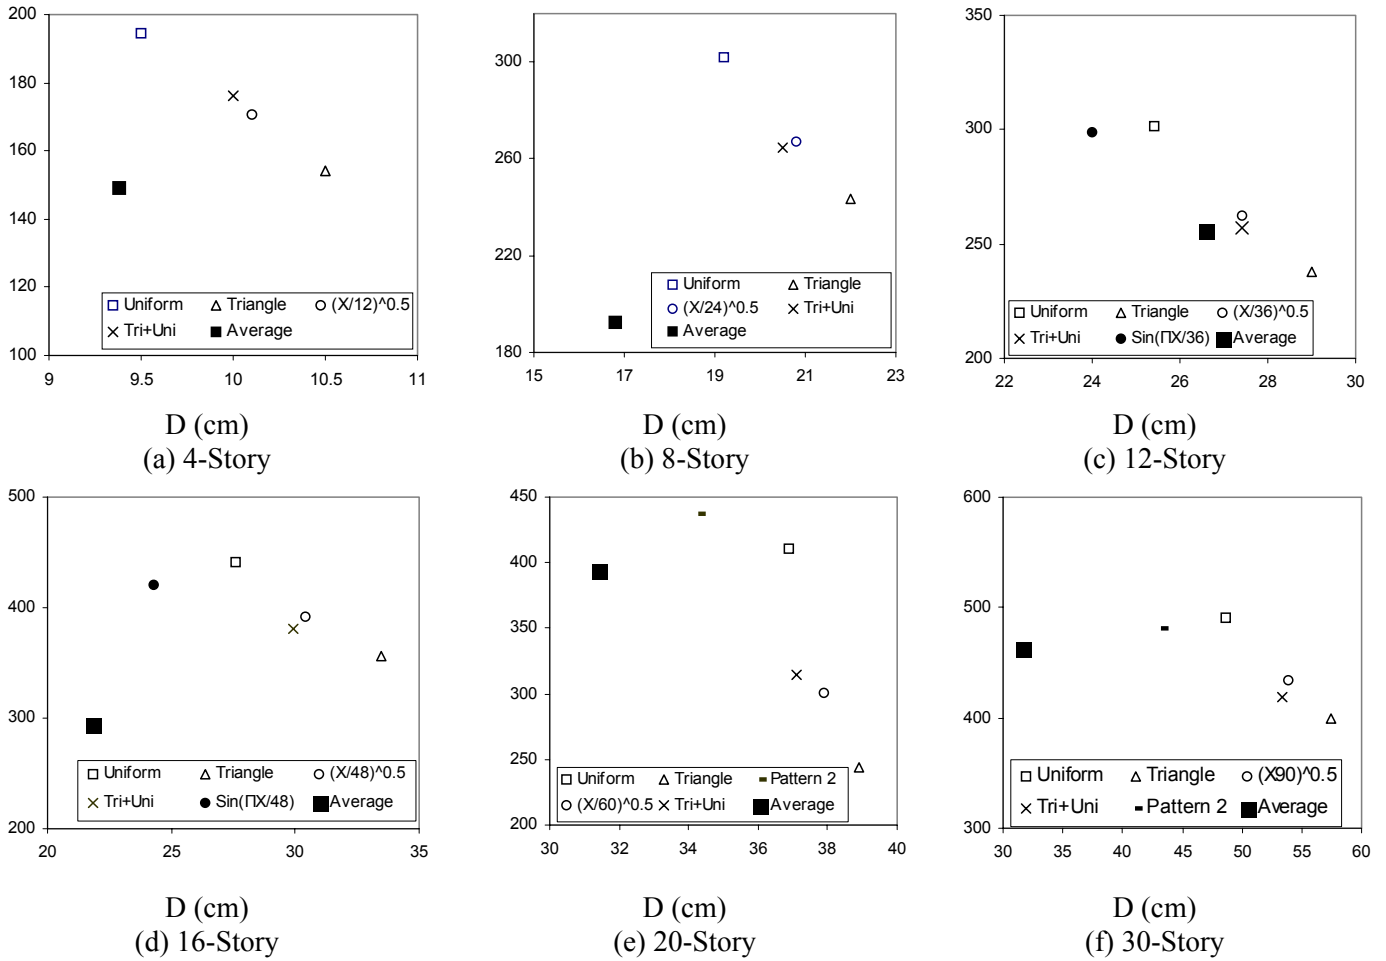 200
180
160
140
120
100
9
9.5
10
10.5
11
Uniform Triangle (X/12)^0.5
Tri+Uni Average
D (cm)
(a) 4-Story
300
260
220
180
15
17
19
21
23
Uniform Triangle
(X/24)^0.5 Tri+Uni
Average
D (cm)
(b) 8-Story
350
300
250
200
22
24
26
28
30
Uniform Triangle (X/36)^0.5
Tri+Uni Sin(ΠX/36) Average
D (cm)
(c) 12-Story
500
400
300
200
20
25
30
35
Uniform Triangle (X/48)^0.5
Tri+Uni Sin(ΠX/48) Average
D (cm)
(d) 16-Story
450
400
350
300
250
200
30
32
34
36
38
40
Uniform Triangle Pattern 2
(X/60)^0.5 Tri+Uni Average
D (cm)
(e) 20-Story
600
500
400
300
30
35
40
45
50
55
60
Uniform Triangle (X90)^0.5
Tri+Uni Pattern 2 Average
D (cm)
(f) 30-Story